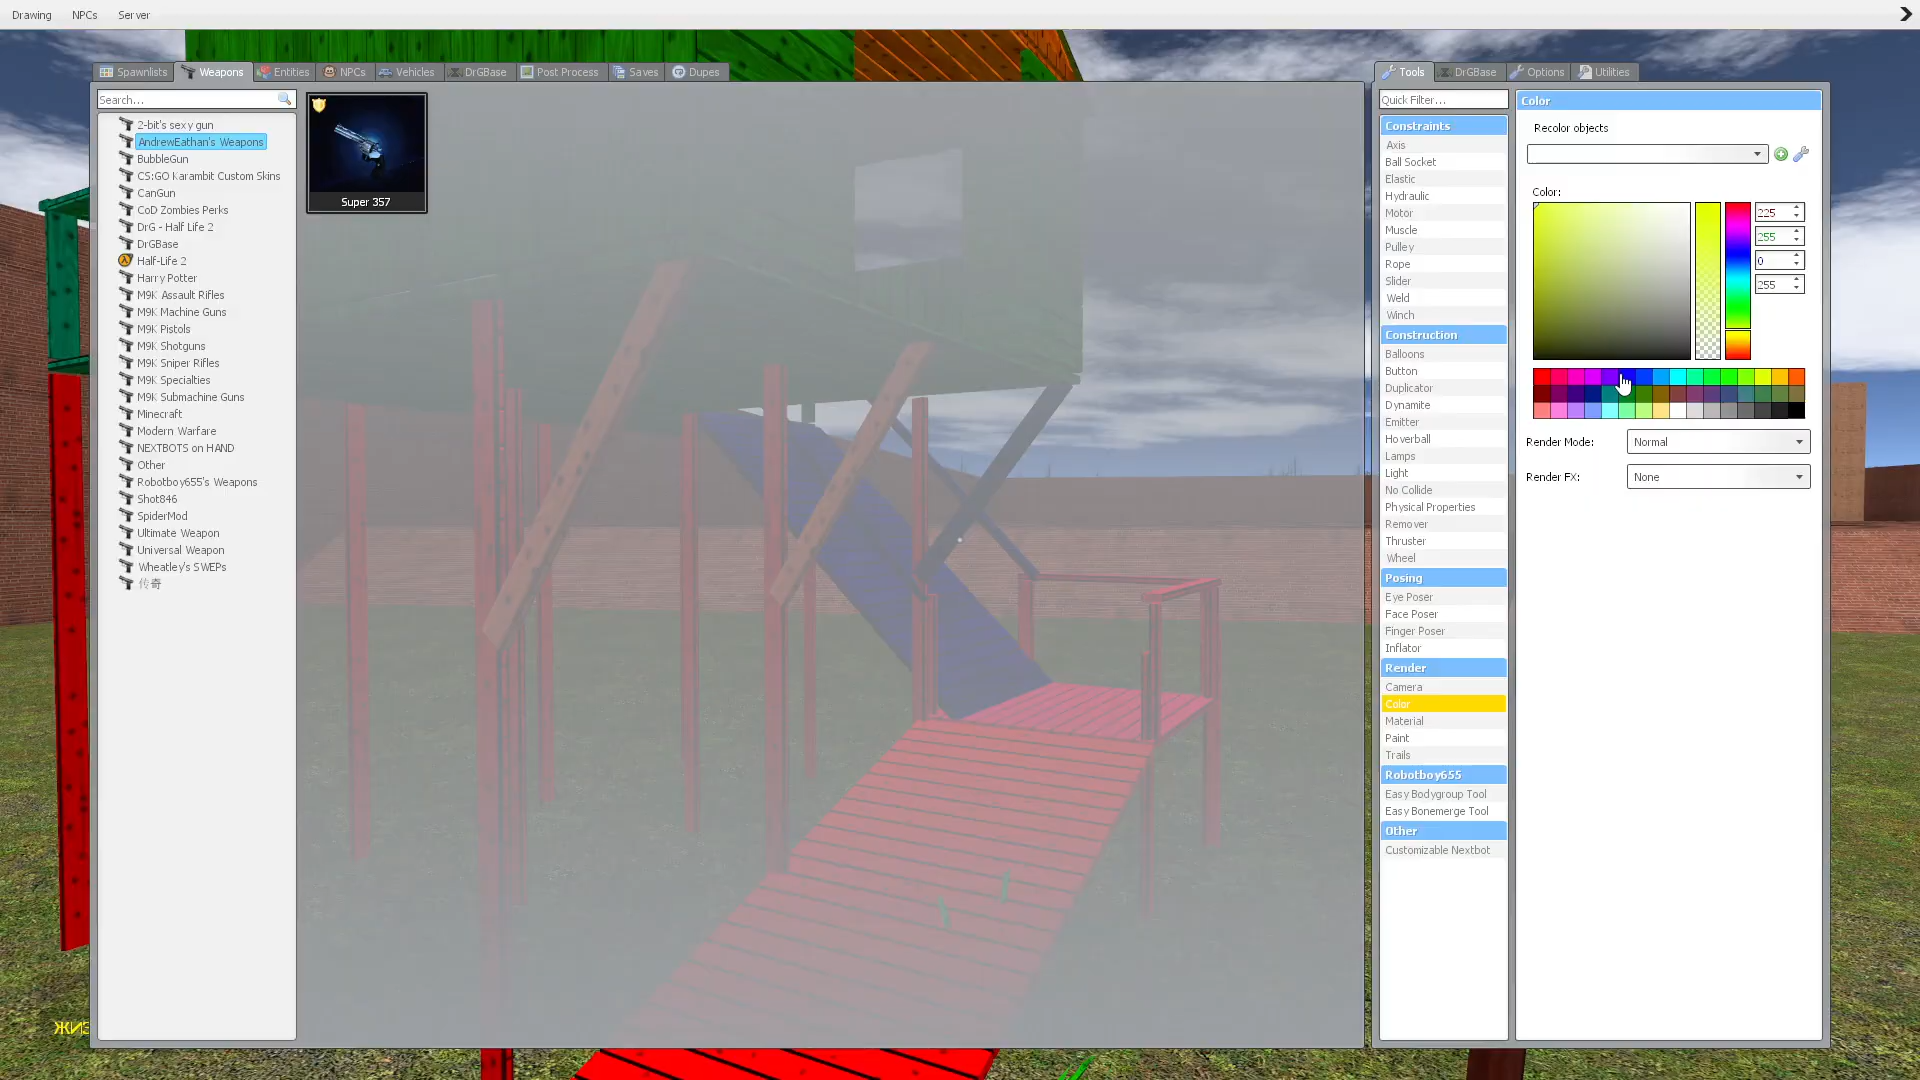 Drawing NPCs Server
Spawnlists Weapons Entities NPCs Vehicles DrGBase Post Process Saves Dupes
Search...
2-bit's sexy gun
AndrewEathan's Weapons
BubbleGun
CS:GO Karambit Custom Skins
CanGun
CoD Zombies Perks
DrG - Half Life 2
DrGBase
Half-Life 2
Harry Potter
M9K Assault Rifles
M9K Machine Guns
M9K Pistols
M9K Shotguns
M9K Sniper Rifles
M9K Specialties
M9K Submachine Guns
Minecraft
Modern Warfare
NEXTBOTS on HAND
Other
Robotboy655's Weapons
Shot846
SpiderMod
Ultimate Weapon
Universal Weapon
Wheatley's SWEPs
传奇
Super 357
Tools DrGBase Options Utilities
Quick Filter...
Constraints
Axis
Ball Socket
Elastic
Hydraulic
Motor
Muscle
Pulley
Rope
Slider
Weld
Winch
Construction
Balloons
Button
Duplicator
Dynamite
Emitter
Hoverball
Lamps
Light
No Collide
Physical Properties
Remover
Thruster
Wheel
Posing
Eye Poser
Face Poser
Finger Poser
Inflator
Render
Camera
Color
Material
Paint
Trails
Robotboy655
Easy Bodygroup Tool
Easy Bonemerge Tool
Other
Customizable Nextbot
Color
Recolor objects
Color:
225
255
0
255
Render Mode: Normal
Render FX: None